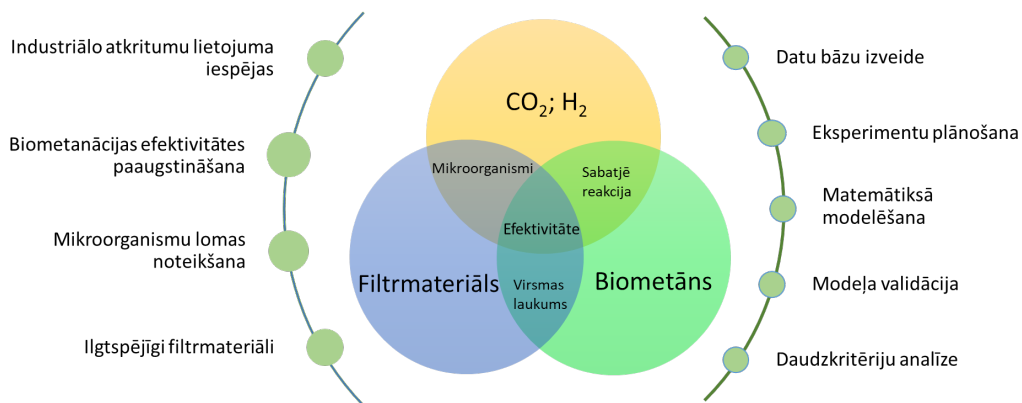 Industriālo atkritumu lietojuma
iespējas
Biometanācijas efektivitātes
paaugstināšana
Mikroorganismu lomas
noteikšana
Ilgtspējīgi filtrmateriāli
CO₂; H₂
Mikroorganismi
Sabatjē
reakcija
Efektivitāte
Filtrmateriāls
Virsmas
laukums
Biometāns
Datu bāzu izveide
Eksperimentu plānošana
Matemātiksā
modelēšana
Modeļa validācija
Daudzkritēriju analīze